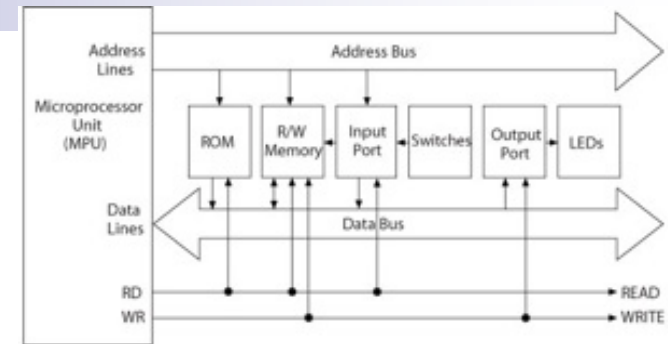 Address
Lines
Address Bus
Microprocessor
Unit
(MPU)
ROM
R/W
Memory
Input
Port
Switches
Output
Port
LEDs
Data
Lines
Data Bus
RD
READ
WR
WRITE